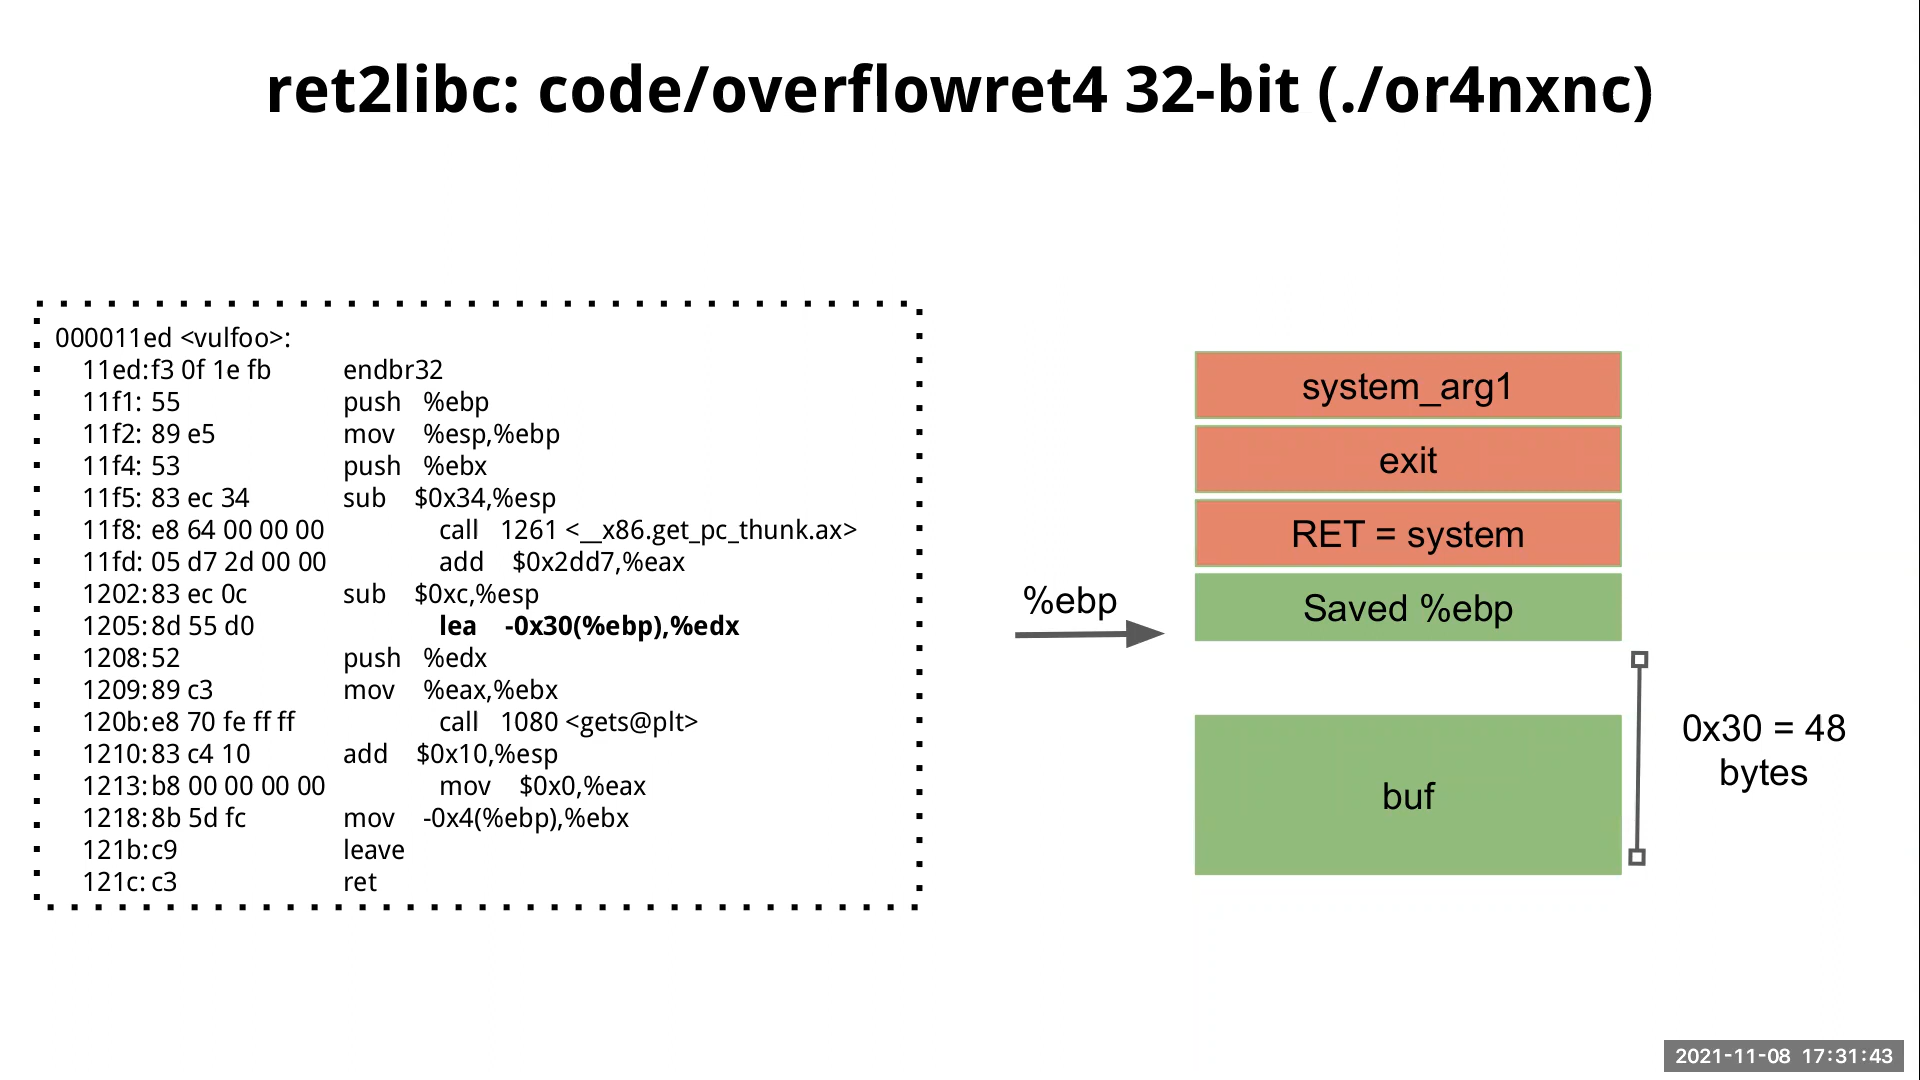 ret2libc: code/overflowret4 32-bit (./or4nxnc)
000011ed <vulfoo>:
11ed: f3 0f 1e fb endbr32
11f1: 55 push %ebp
11f2: 89 e5 mov %esp,%ebp
11f4: 53 push %ebx
11f5: 83 ec 34 sub $0x34,%esp
11f8: e8 64 00 00 00 call 1261 <__x86.get_pc_thunk.ax>
11fd: 05 d7 2d 00 00 add $0x2dd7,%eax
1202: 83 ec 0c sub $0xc,%esp
1205: 8d 55 d0 lea -0x30(%ebp),%edx
1208: 52 push %edx
1209: 89 c3 mov %eax,%ebx
120b: e8 70 fe ff ff call 1080 <gets@plt>
1210: 83 c4 10 add $0x10,%esp
1213: b8 00 00 00 00 mov $0x0,%eax
1218: 8b 5d fc mov -0x4(%ebp),%ebx
121b: c9 leave
121c: c3 ret
system_arg1
exit
RET = system
%ebp
Saved %ebp
0x30 = 48
bytes
buf
2021-11-08 17:31:43